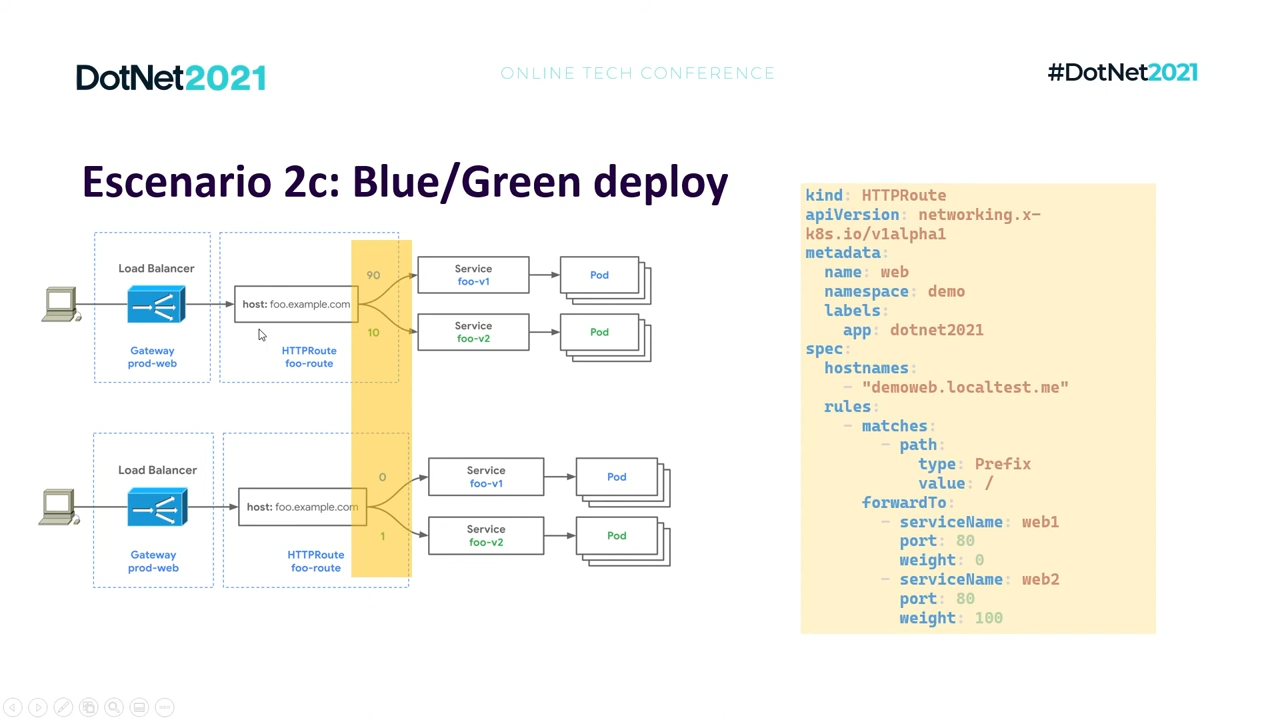 DotNet2021
ONLINE TECH CONFERENCE
#DotNet2021
Escenario 2c: Blue/Green deploy
Load Balancer
Gateway
prod-web
host: foo.example.com
HTTPRoute
foo-route
90
10
Service
foo-v1
Pod
Service
foo-v2
Pod
Load Balancer
Gateway
prod-web
host: foo.example.com
HTTPRoute
foo-route
0
1
Service
foo-v1
Pod
Service
foo-v2
Pod
kind: HTTPRoute
apiVersion: networking.x-
k8s.io/v1alpha1
metadata:
  name: web
  namespace: demo
  labels:
    app: dotnet2021
spec:
  hostnames:
    - "demoweb.localtest.me"
  rules:
    - matches:
        - path:
            type: Prefix
            value: /
      forwardTo:
        - serviceName: web1
          port: 80
          weight: 0
        - serviceName: web2
          port: 80
          weight: 100